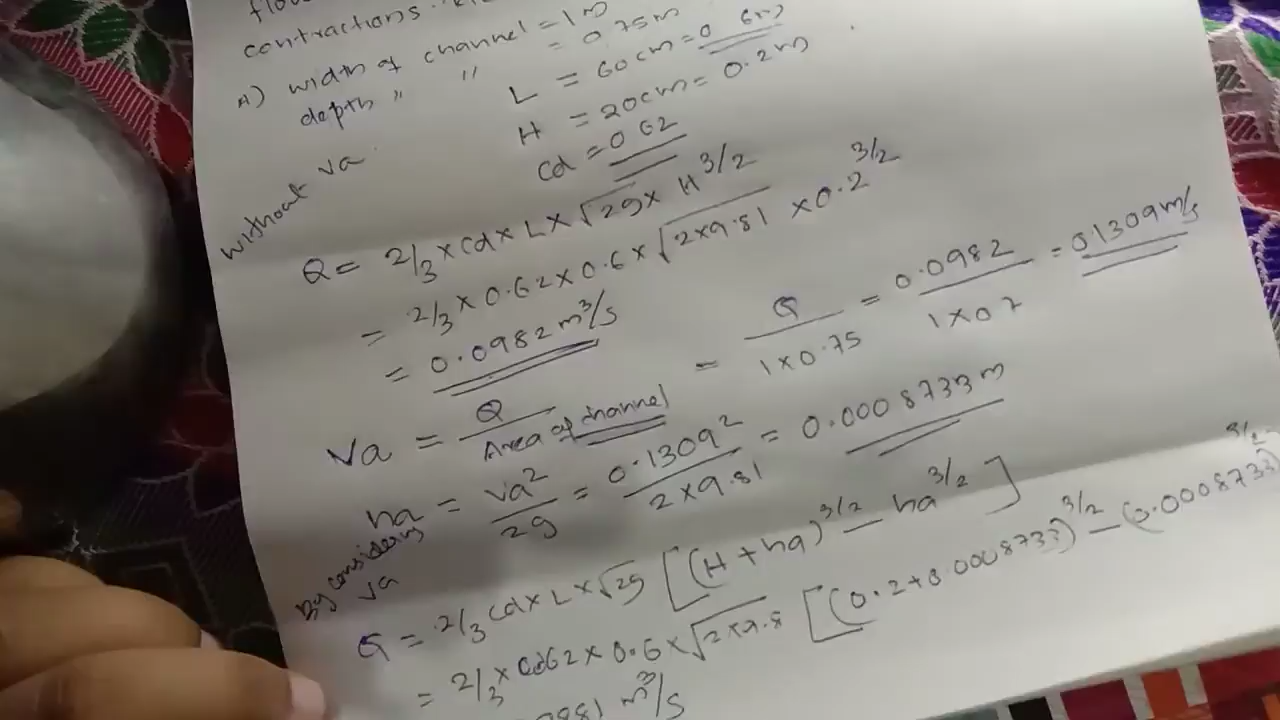 contractions.
A) width of channel = 1m
depth " " = 0.75m
L = 60cm = 0.6m
H = 20cm = 0.2m
Cd = 0.62
without va
Q = 2/3 × Cd × L × √2g × H^3/2
= 2/3 × 0.62 × 0.6 × √2×9.81 × 0.2^3/2
= 0.0982 m³/s
Va = Q / Area of channel = Q / 1×0.75 = 0.0982 / 1×0.7 = 0.1309 m/s
ha = Va² / 2g = 0.1309² / 2×9.81 = 0.0008733 m
By considering va
Q = 2/3 Cd × L × √2g [(H + ha)^3/2 − ha^3/2]
= 2/3 × 0.62 × 0.6 × √2×9.8 [(0.2+0.0008733)^3/2 − (0.0008733)^3/2
0981 m³/s